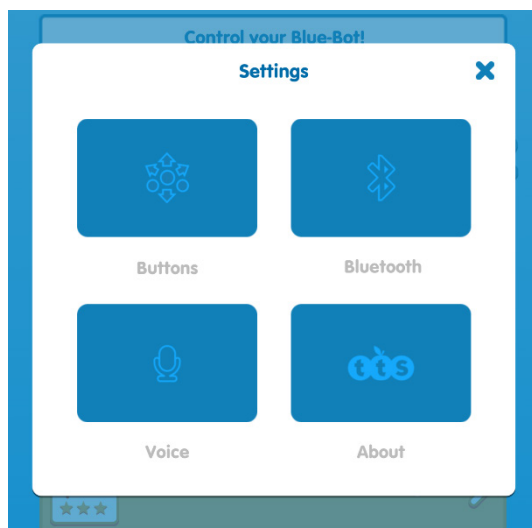 Control your Blue-Bot!
Settings
Buttons
Bluetooth
tts
Voice
About